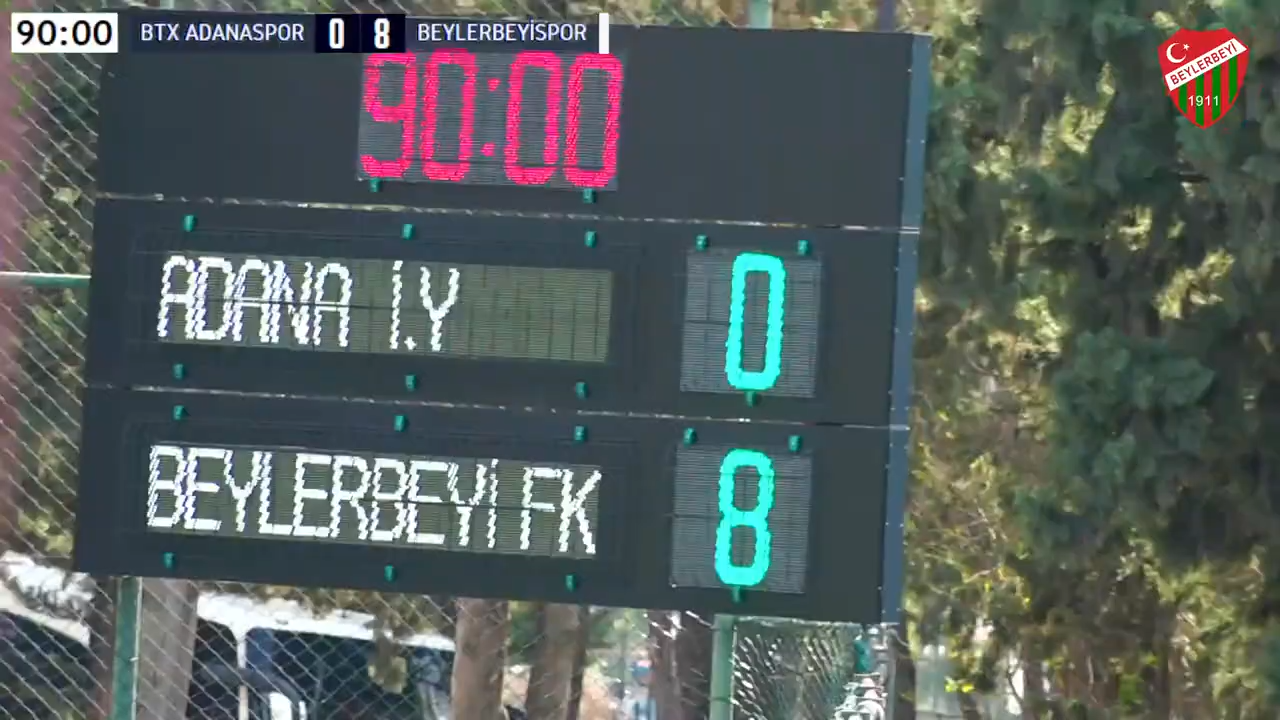 90:00 BTX ADANASPOR 0 8 BEYLERBEYİSPOR
BEYLERBEYİ
1911
90:00
ADANA İ.Y 0
BEYLERBEYİ FK 8